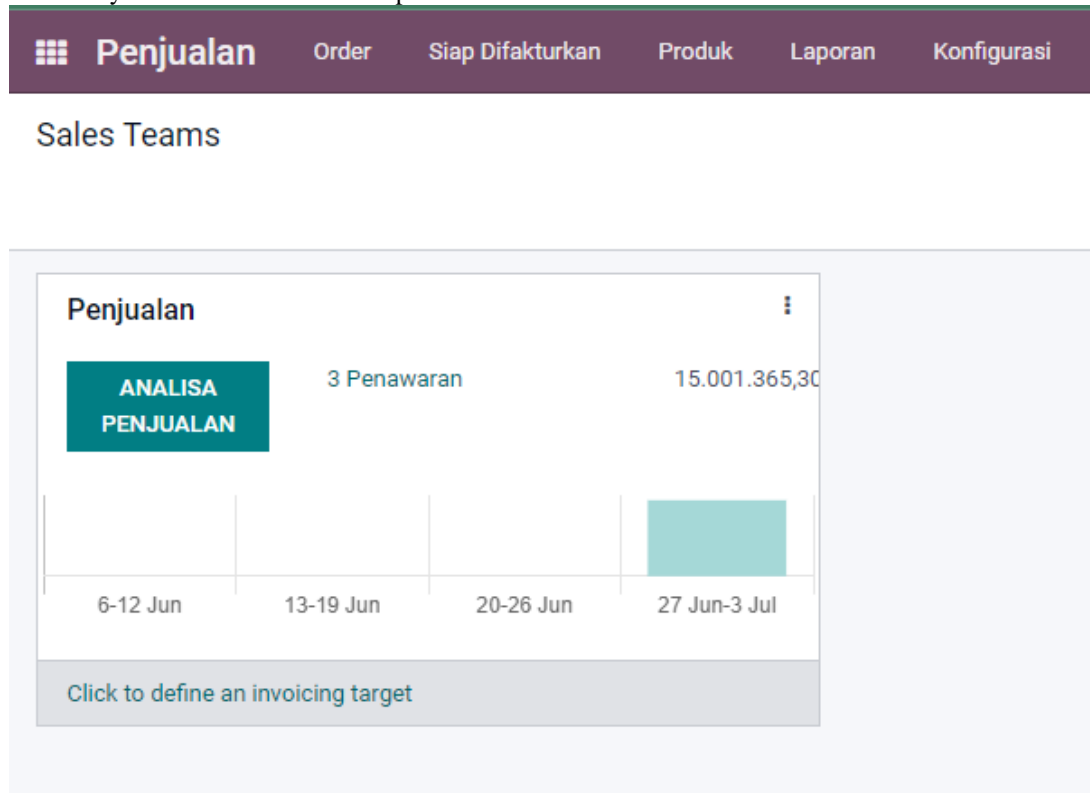 Penjualan Order Siap Difakturkan Produk Laporan Konfigurasi
Sales Teams
Penjualan
ANALISA
PENJUALAN
3 Penawaran 15.001.365,30
6-12 Jun 13-19 Jun 20-26 Jun 27 Jun-3 Jul
Click to define an invoicing target